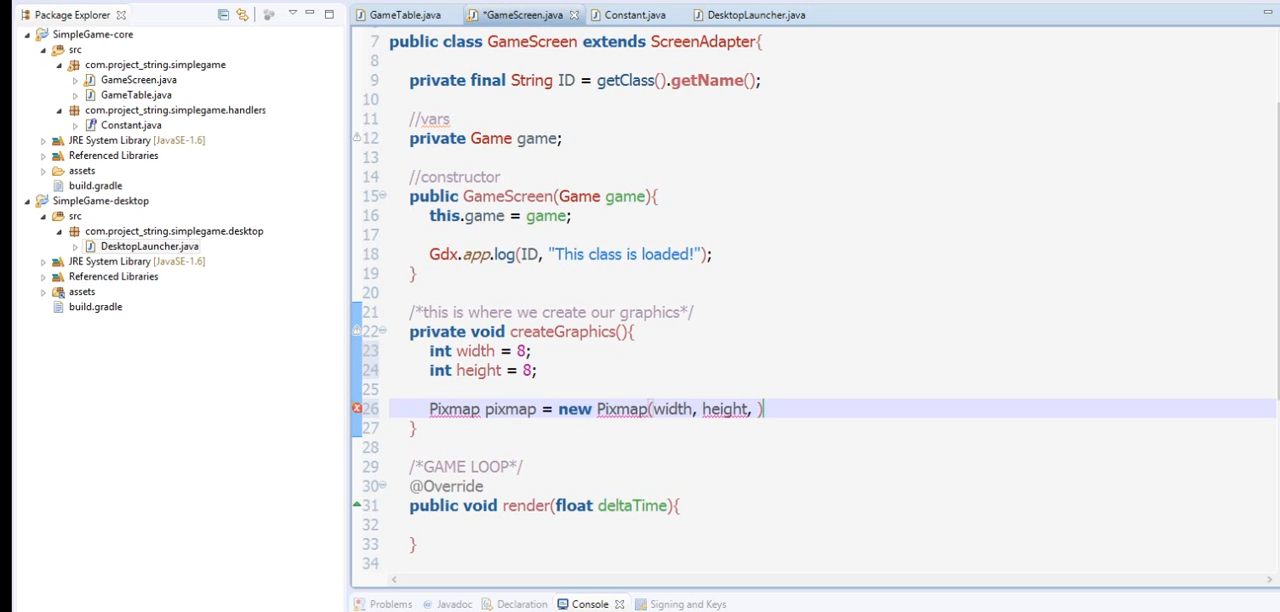 Package Explorer
SimpleGame-core
src
com.project_string.simplegame
GameScreen.java
GameTable.java
com.project_string.simplegame.handlers
Constant.java
JRE System Library [JavaSE-1.6]
Referenced Libraries
assets
build.gradle
SimpleGame-desktop
src
com.project_string.simplegame.desktop
DesktopLauncher.java
JRE System Library [JavaSE-1.6]
Referenced Libraries
assets
build.gradle
GameTable.java *GameScreen.java Constant.java DesktopLauncher.java
7 public class GameScreen extends ScreenAdapter{
8
9 private final String ID = getClass().getName();
10
11 //vars
12 private Game game;
13
14 //constructor
15 public GameScreen(Game game){
16 this.game = game;
17
18 Gdx.app.log(ID, "This class is loaded!");
19 }
20
21 /*this is where we create our graphics*/
22 private void createGraphics(){
23 int width = 8;
24 int height = 8;
25
26 Pixmap pixmap = new Pixmap(width, height, )
27 }
28
29 /*GAME LOOP*/
30 @Override
31 public void render(float deltaTime){
32
33 }
34
Problems Javadoc Declaration Console Signing and Keys